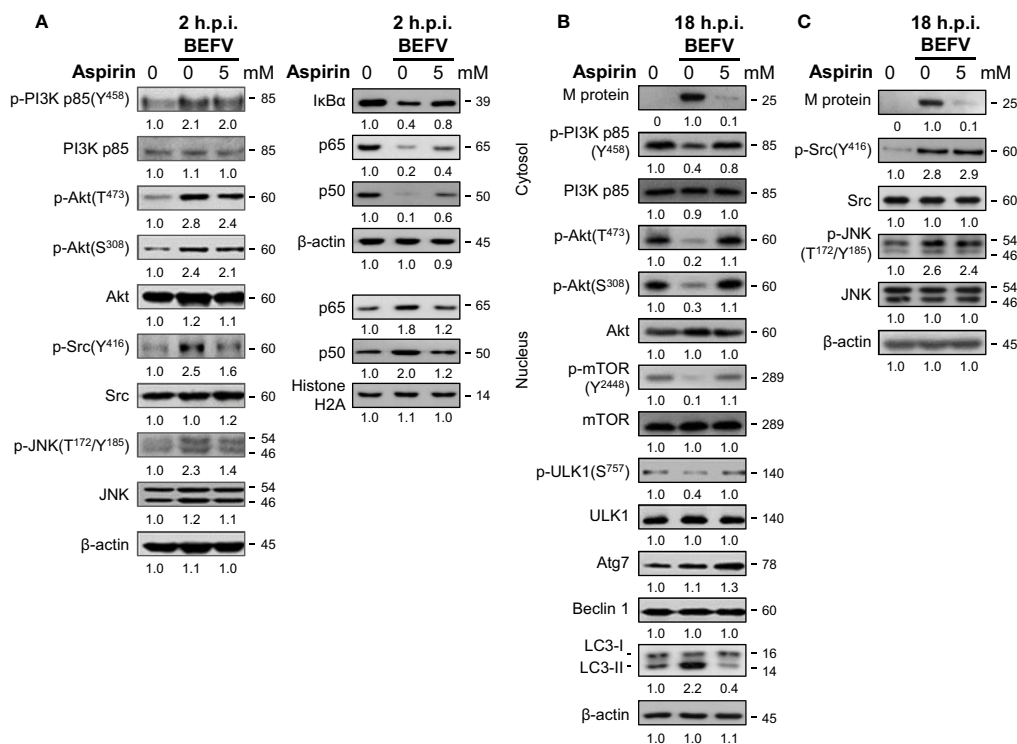 A
2 h.p.i.
BEFV
Aspirin 0 0 5 mM
p-PI3K p85(Y458) - 85
1.0 2.1 2.0
PI3K p85 - 85
1.0 1.1 1.0
p-Akt(T473) - 60
1.0 2.8 2.4
p-Akt(S308) - 60
1.0 2.4 2.1
Akt - 60
1.0 1.2 1.1
p-Src(Y416) - 60
1.0 2.5 1.6
Src - 60
1.0 1.0 1.2
p-JNK(T172/Y185) - 54
- 46
1.0 2.3 1.4
JNK - 54
- 46
1.0 1.2 1.1
β-actin - 45
1.0 1.1 1.0
2 h.p.i.
BEFV
Aspirin 0 0 5 mM
IκBα - 39
1.0 0.4 0.8
p65 - 65
1.0 0.2 0.4
p50 - 50
1.0 0.1 0.6
β-actin - 45
1.0 1.0 0.9
Cytosol
p65 - 65
1.0 1.8 1.2
p50 - 50
1.0 2.0 1.2
Histone
H2A - 14
1.0 1.1 1.0
Nucleus
B
18 h.p.i.
BEFV
Aspirin 0 0 5 mM
M protein - 25
0 1.0 0.1
p-PI3K p85
(Y458) - 85
1.0 0.4 0.8
PI3K p85 - 85
1.0 0.9 1.0
p-Akt(T473) - 60
1.0 0.2 1.1
p-Akt(S308) - 60
1.0 0.3 1.1
Akt - 60
1.0 1.0 1.0
p-mTOR
(Y2448) - 289
1.0 0.1 1.1
mTOR - 289
1.0 1.0 1.0
p-ULK1(S757) - 140
1.0 0.4 1.0
ULK1 - 140
1.0 1.0 1.0
Atg7 - 78
1.0 1.1 1.3
Beclin 1 - 60
1.0 1.0 1.0
LC3-I - 16
LC3-II - 14
1.0 2.2 0.4
β-actin - 45
1.0 1.0 1.1
C
18 h.p.i.
BEFV
Aspirin 0 0 5 mM
M protein - 25
0 1.0 0.1
p-Src(Y416) - 60
1.0 2.8 2.9
Src - 60
1.0 1.0 1.0
p-JNK - 54
(T172/Y185) - 46
1.0 2.6 2.4
JNK - 54
- 46
1.0 1.0 1.0
β-actin - 45
1.0 1.0 1.0